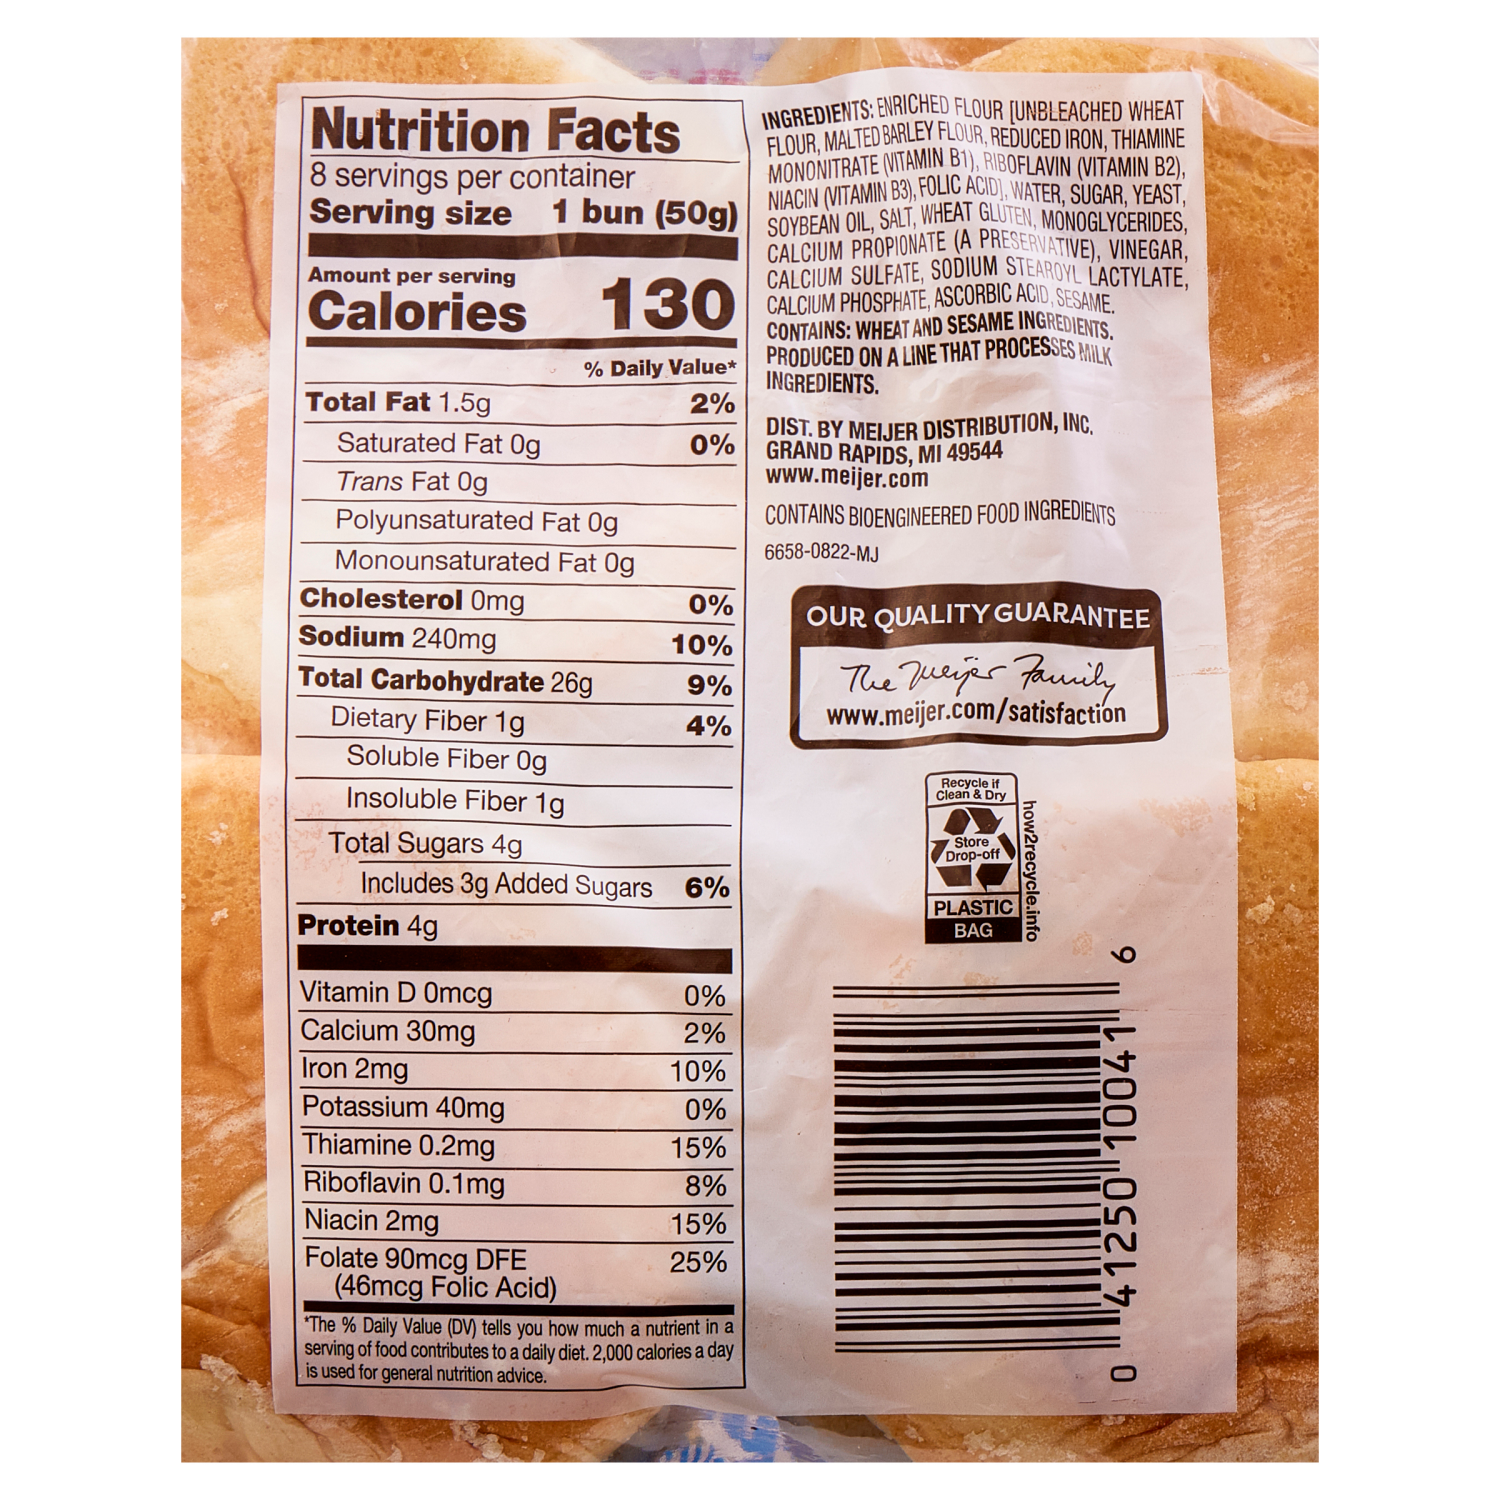 Nutrition Facts
8 servings per container
Serving size 1 bun (50g)
Amount per serving
Calories 130
% Daily Value*
Total Fat 1.5g 2%
Saturated Fat 0g 0%
Trans Fat 0g
Polyunsaturated Fat 0g
Monounsaturated Fat 0g
Cholesterol 0mg 0%
Sodium 240mg 10%
Total Carbohydrate 26g 9%
Dietary Fiber 1g 4%
Soluble Fiber 0g
Insoluble Fiber 1g
Total Sugars 4g
Includes 3g Added Sugars 6%
Protein 4g
Vitamin D 0mcg 0%
Calcium 30mg 2%
Iron 2mg 10%
Potassium 40mg 0%
Thiamine 0.2mg 15%
Riboflavin 0.1mg 8%
Niacin 2mg 15%
Folate 90mcg DFE 25%
(46mcg Folic Acid)
*The % Daily Value (DV) tells you how much a nutrient in a
serving of food contributes to a daily diet. 2,000 calories a day
is used for general nutrition advice.
INGREDIENTS: ENRICHED FLOUR [UNBLEACHED WHEAT
FLOUR, MALTED BARLEY FLOUR, REDUCED IRON, THIAMINE
MONONITRATE (VITAMIN B1), RIBOFLAVIN (VITAMIN B2),
NIACIN (VITAMIN B3), FOLIC ACID], WATER, SUGAR, YEAST,
SOYBEAN OIL, SALT, WHEAT GLUTEN, MONOGLYCERIDES,
CALCIUM PROPIONATE (A PRESERVATIVE), VINEGAR,
CALCIUM SULFATE, SODIUM STEAROYL LACTYLATE,
CALCIUM PHOSPHATE, ASCORBIC ACID, SESAME.
CONTAINS: WHEAT AND SESAME INGREDIENTS.
PRODUCED ON A LINE THAT PROCESSES MILK
INGREDIENTS.
DIST. BY MEIJER DISTRIBUTION, INC.
GRAND RAPIDS, MI 49544
www.meijer.com
CONTAINS BIOENGINEERED FOOD INGREDIENTS
6658-0822-MJ
OUR QUALITY GUARANTEE
The Meijer Family
www.meijer.com/satisfaction
Recycle if
Clean & Dry
Store
Drop-off
PLASTIC
BAG
how2recycle.info
0 41250 10041 6